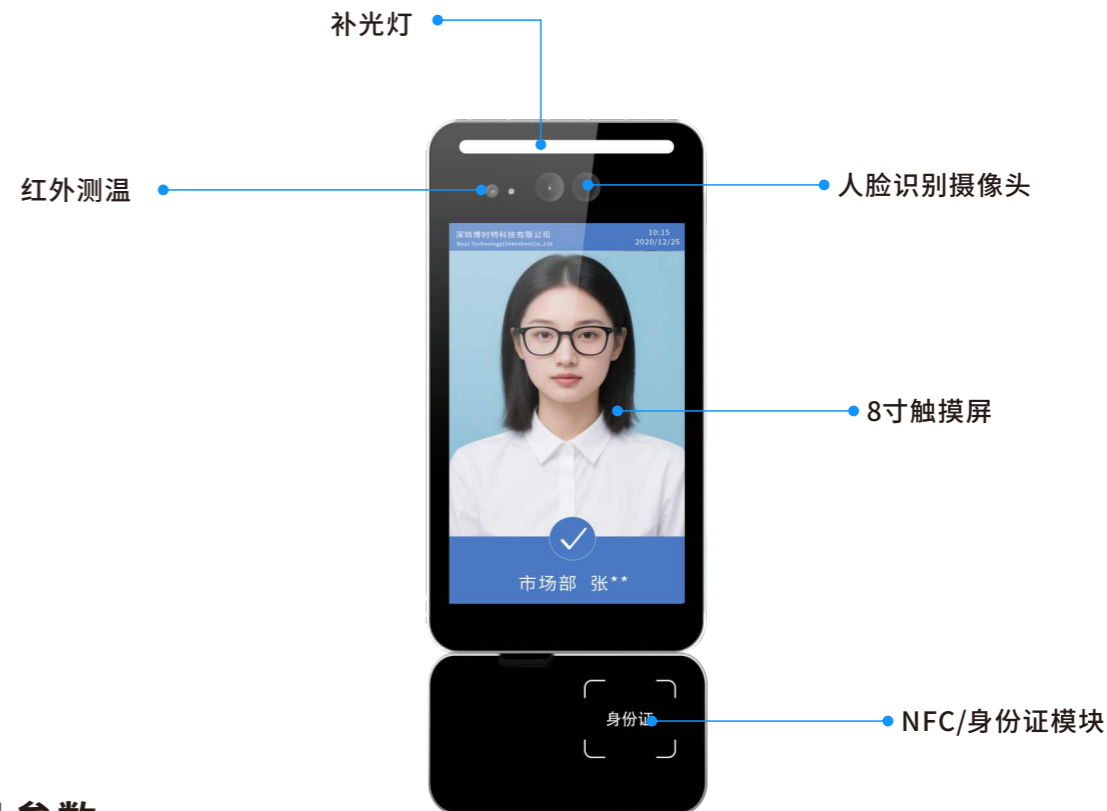 补光灯
红外测温
人脸识别摄像头
深圳博时特科技有限公司
10:15
2020/12/25
8寸触摸屏
市场部 张**
身份证
NFC/身份证模块
参数